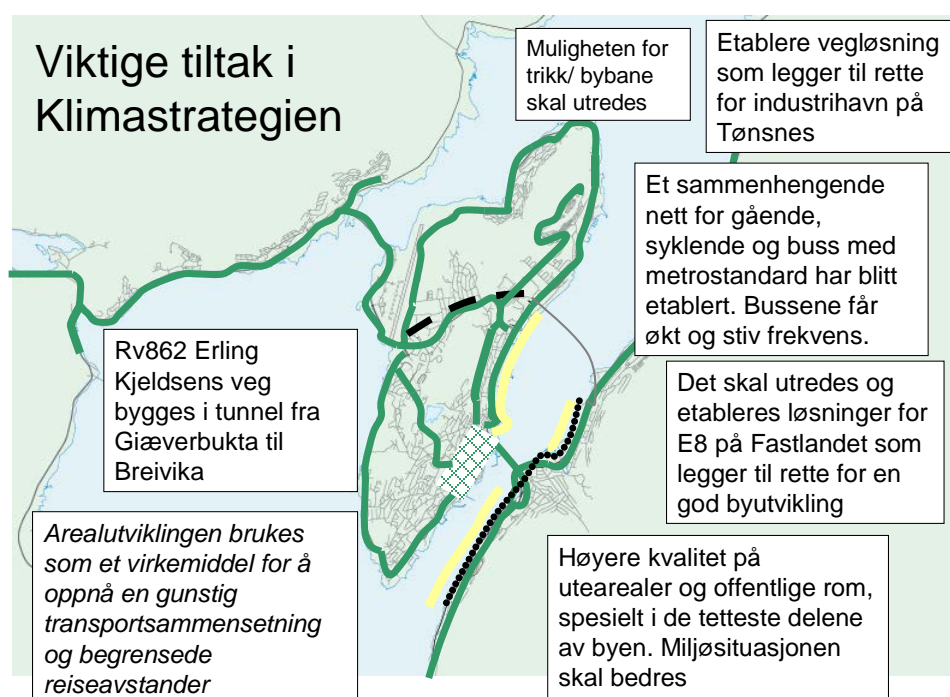 Viktige tiltak i
Klimastrategien
Muligheten for
trikk/ bybane
skal utredes
Etablere vegløsning
som legger til rette
for industrihavn på
Tønsnes
Et sammenhengende
nett for gående,
syklende og buss med
metrostandard har blitt
etablert. Bussene får
økt og stiv frekvens.
Rv862 Erling
Kjeldsens veg
bygges i tunnel fra
Giæverbukta til
Breivika
Det skal utredes og
etableres løsninger for
E8 på Fastlandet som
legger til rette for en
god byutvikling
Arealutviklingen brukes
som et virkemiddel for å
oppnå en gunstig
transportsammensetning
og begrensede
reiseavstander
Høyere kvalitet på
utearealer og offentlige rom,
spesielt i de tetteste delene
av byen. Miljøsituasjonen
skal bedres